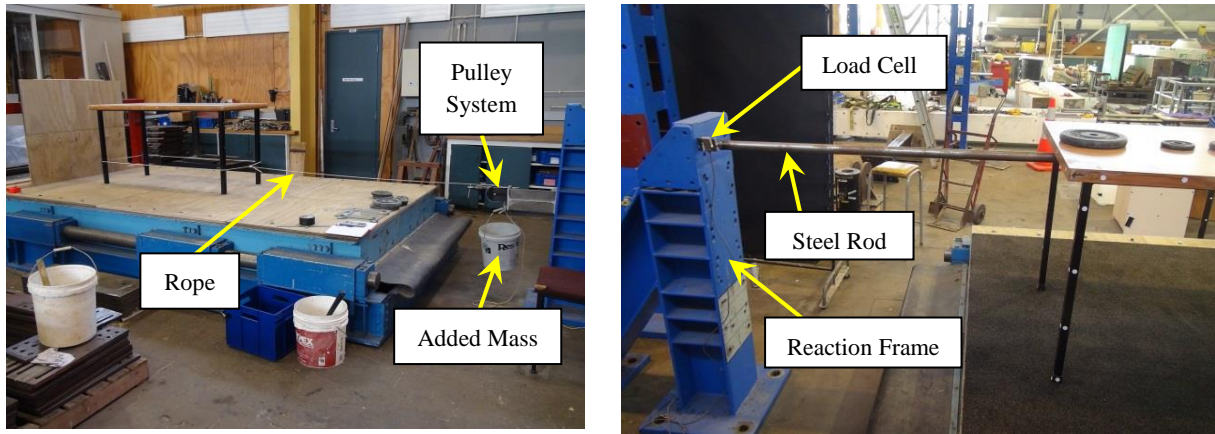 Pulley
System
Rope
Added Mass
Load Cell
Steel Rod
Reaction Frame